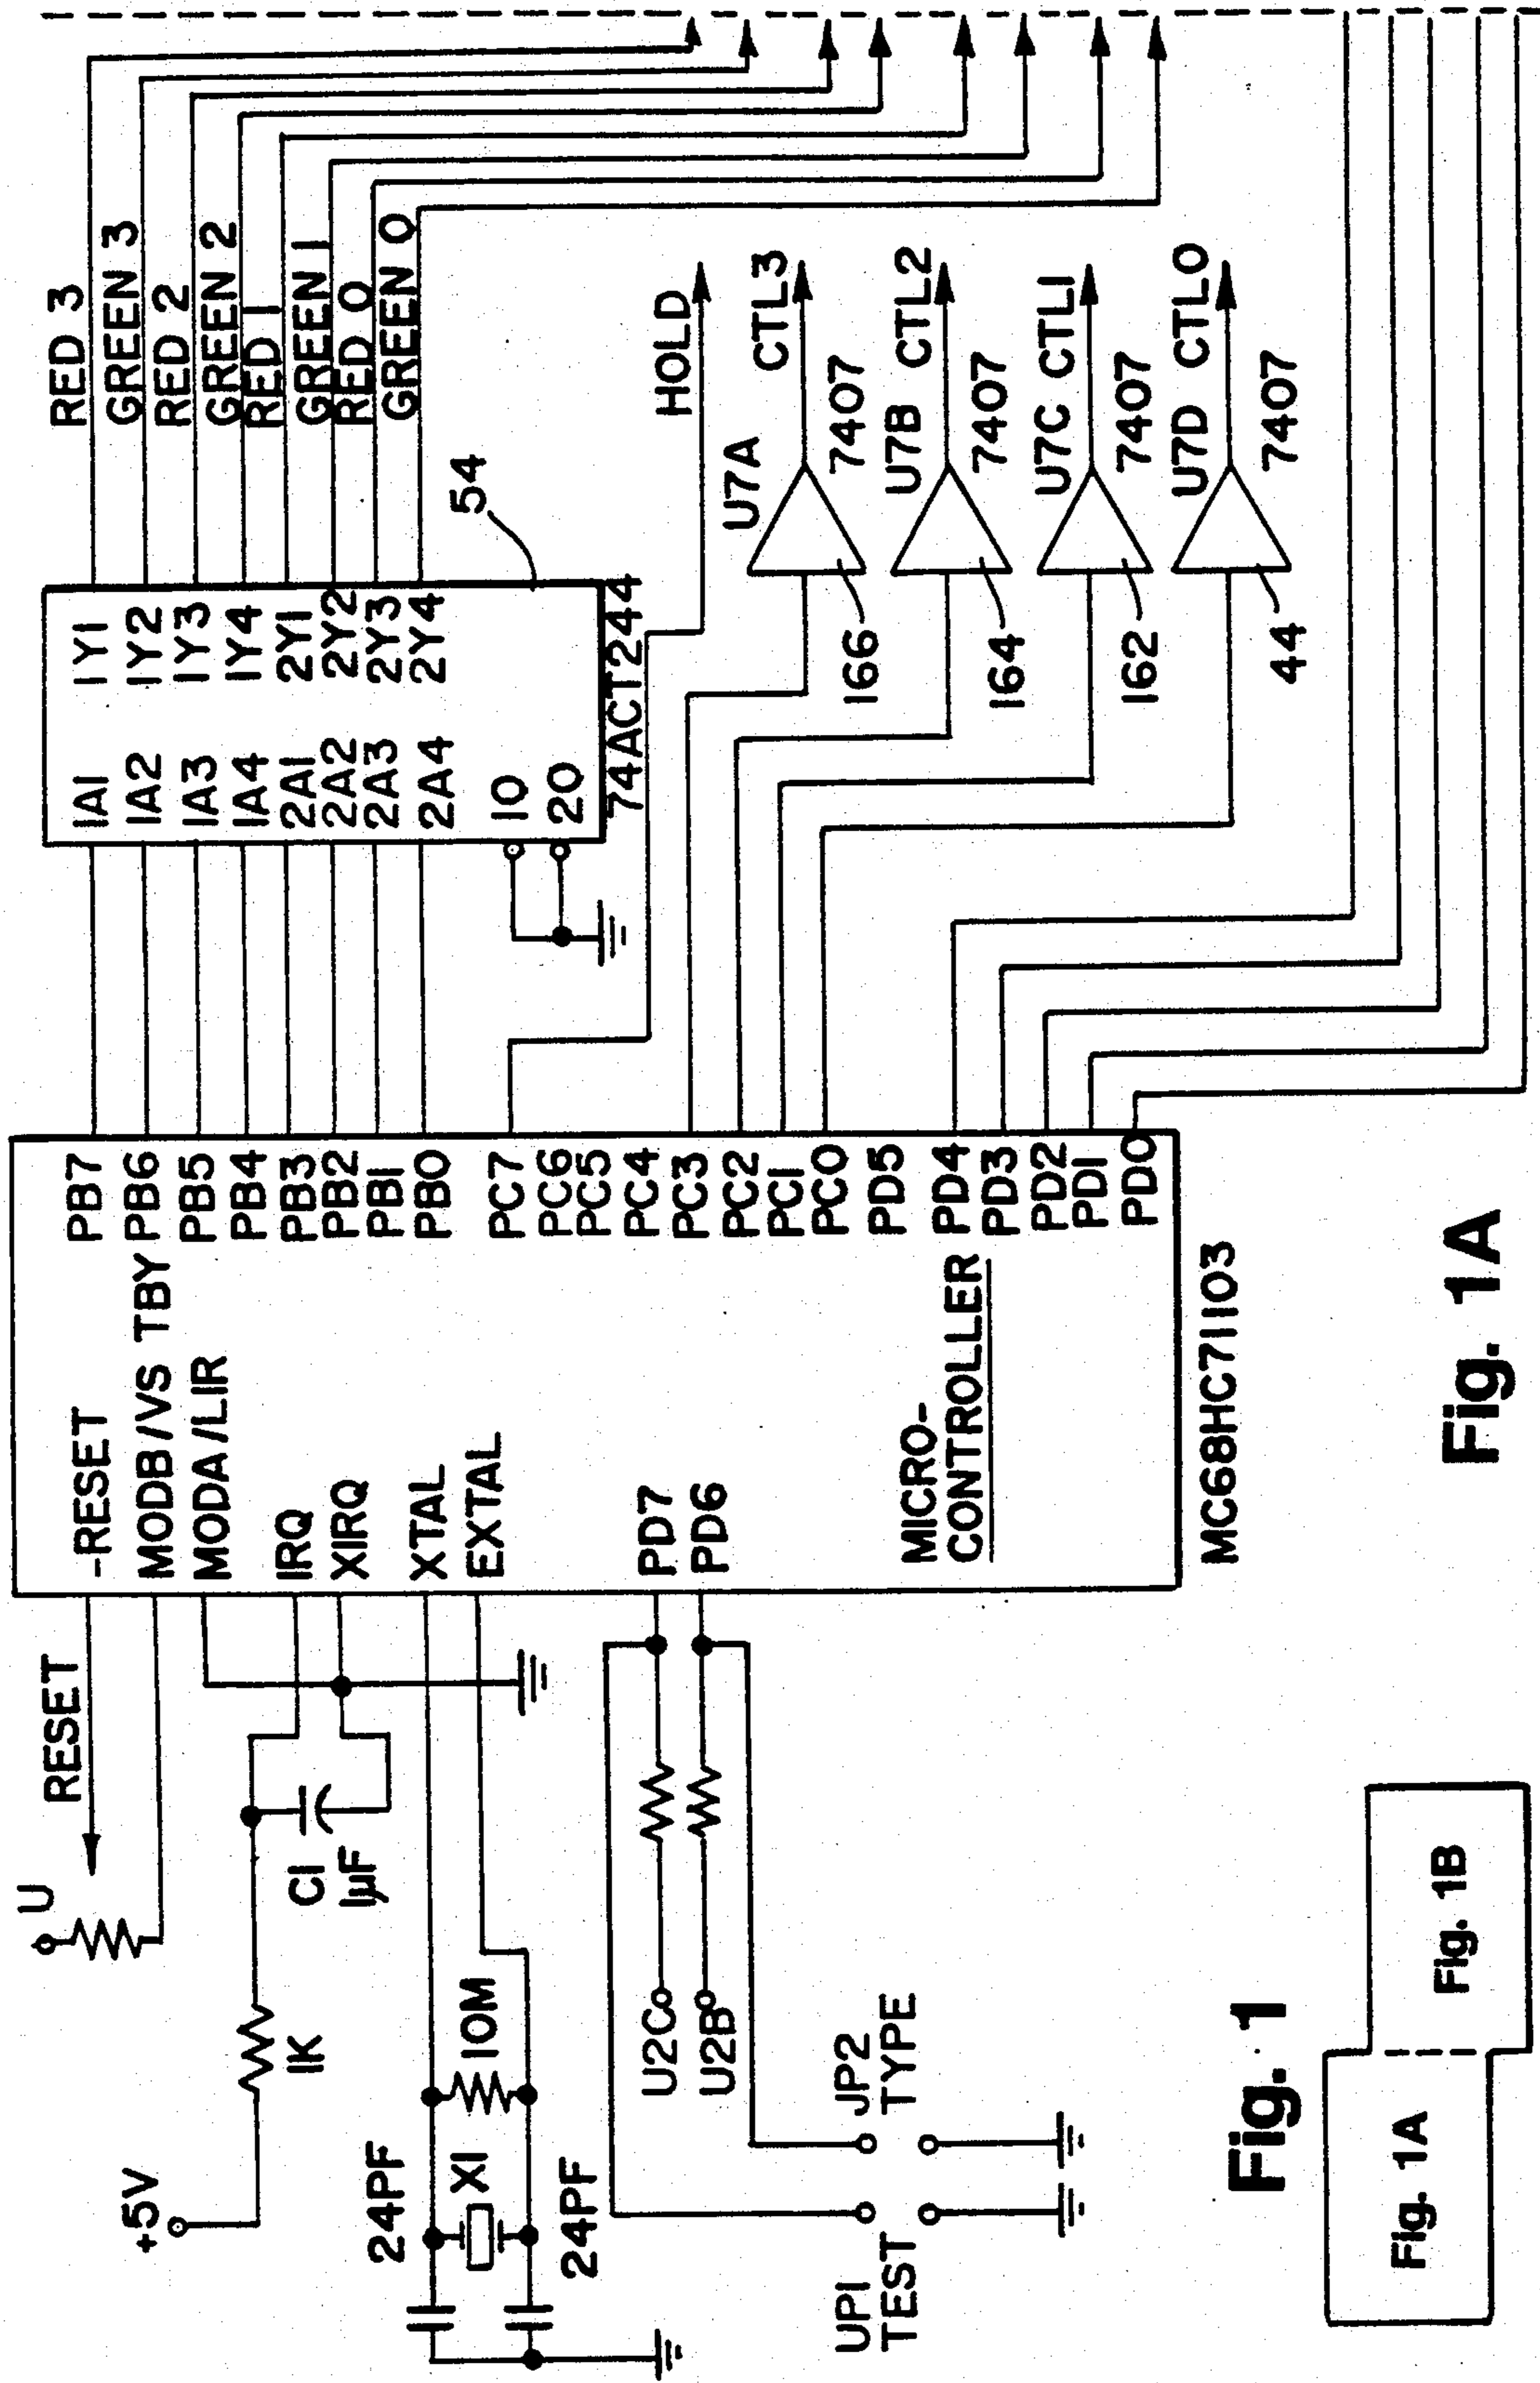 RED 3
GREEN 3
RED 2
GREEN 2
RED 1
GREEN 1
RED 0
GREEN 0
1A1 1Y1
1A2 1Y2
1A3 1Y3
1A4 1Y4
2A1 2Y1
2A2 2Y2
2A3 2Y3
2A4 2Y4
10
20
74ACT244
54
HOLD
U7A CTL3
7407
166
U7B CTL2
7407
164
U7C CTL1
7407
162
U7D CTL0
7407
44
U
RESET
-RESET PB7
MODB/VS TBY PB6
MODA/LIR PB5
PB4
IRQ PB3
XIRQ PB2
PB1
XTAL PB0
EXTAL PC7
PC6
PC5
PD7 PC4
PD6 PC3
PC2
PC1
PC0
PD5
MICRO- PD4
CONTROLLER PD3
PD2
PD1
PD0
MC68HC71103
+5V
1K
C1
1µF
24PF
X1
10M
24PF
U2C
U2B
UP1
TEST
JP2
TYPE
Fig. 1
Fig. 1A
Fig. 1B
Fig. 1A